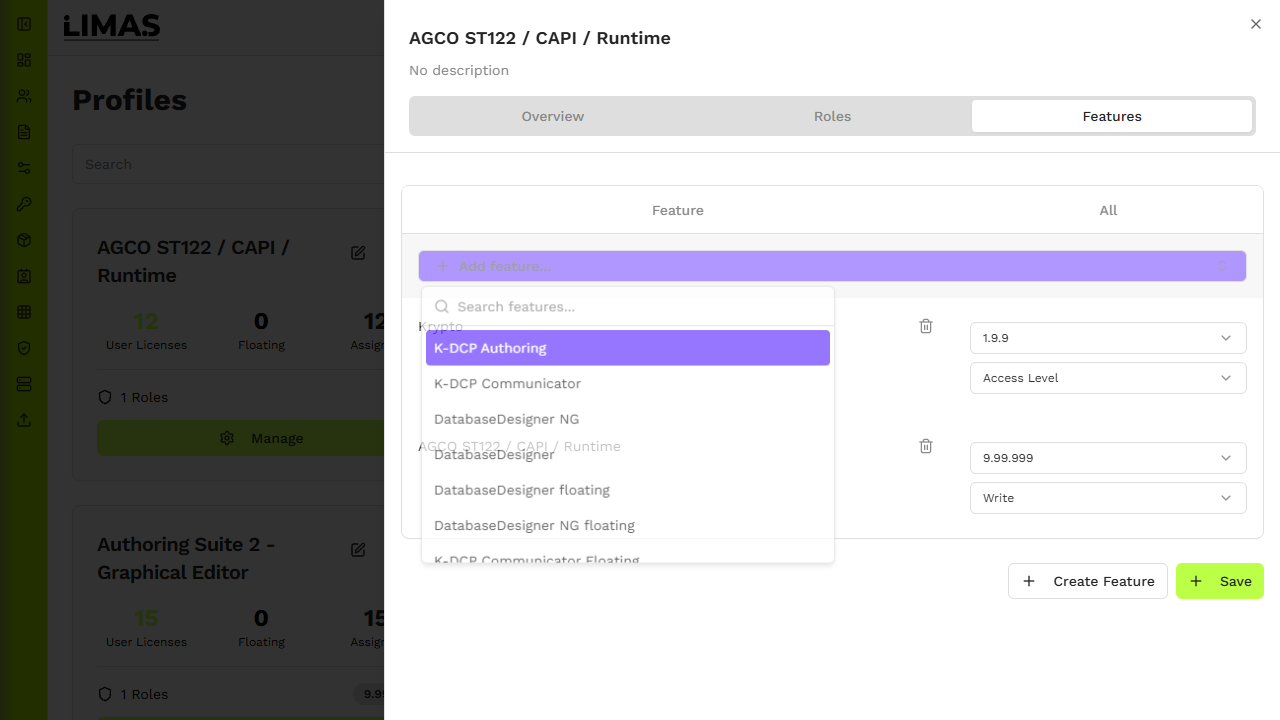 LIMAS
Profiles
Search
AGCO ST122 / CAPI /
Runtime
12 0 12
User Licenses Floating Assign
1 Roles
Manage
Authoring Suite 2 -
Graphical Editor
15 0 15
User Licenses Floating Assign
1 Roles 9.99
AGCO ST122 / CAPI / Runtime
No description
Overview Roles Features
Feature All
Add feature...
Search features...
Krypto
1.9.9
Access Level
K-DCP Authoring
K-DCP Communicator
DatabaseDesigner NG
AGCO ST122 / CAPI / Runtime
9.99.999
Write
DatabaseDesigner
DatabaseDesigner floating
DatabaseDesigner NG floating
K-DCP Communicator Floating
Create Feature Save